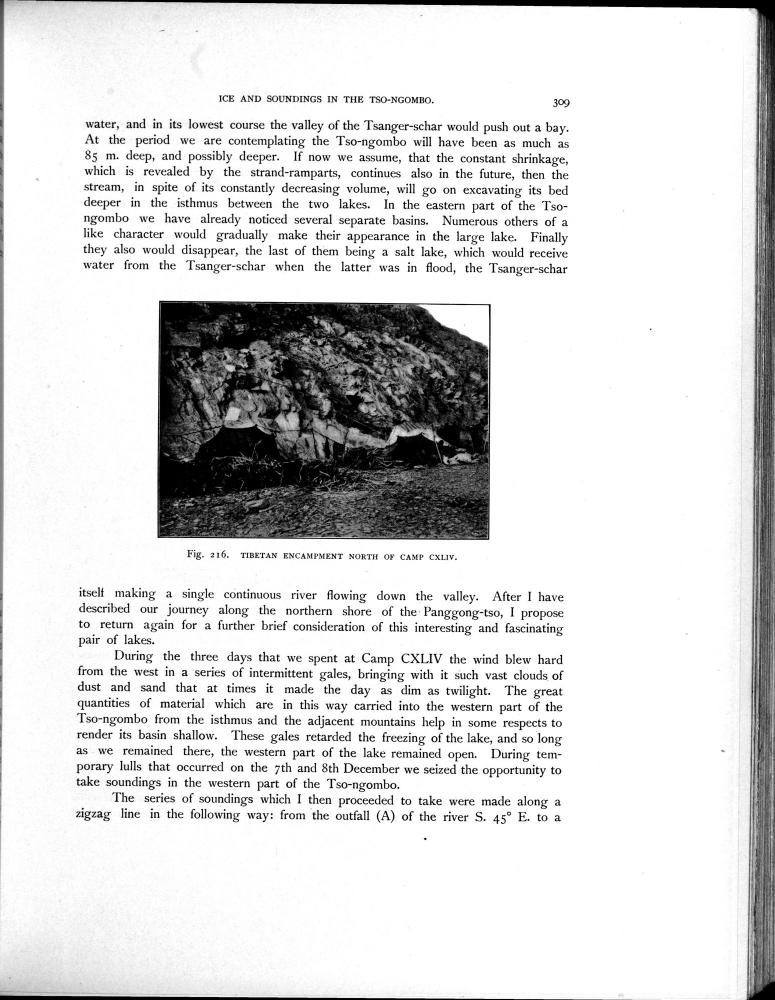 ICE AND SOUNDINGS IN THE TSO-NGOMBO. 309
water, and in its lowest course the valley of the Tsanger-schar would push out a bay.
At the period we are contemplating the Tso-ngombo will have been as much as
85 m. deep, and possibly deeper. If now we assume, that the constant shrinkage,
which is revealed by the strand-ramparts, continues also in the future, then the
stream, in spite of its constantly decreasing volume, will go on excavating its bed
deeper in the isthmus between the two lakes. In the eastern part of the Tso-
ngombo we have already noticed several separate basins. Numerous others of a
like character would gradually make their appearance in the large lake. Finally
they also would disappear, the last of them being a salt lake, which would receive
water from the Tsanger-schar when the latter was in flood, the Tsanger-schar
Fig. 216. TIBETAN ENCAMPMENT NORTH OF CAMP CXLIV.
itself making a single continuous river flowing down the valley. After I have
described our journey along the northern shore of the Panggong-tso, I propose
to return again for a further brief consideration of this interesting and fascinating
pair of lakes.
During the three days that we spent at Camp CXLIV the wind blew hard
from the west in a series of intermittent gales, bringing with it such vast clouds of
dust and sand that at times it made the day as dim as twilight. The great
quantities of material which are in this way carried into the western part of the
Tso-ngombo from the isthmus and the adjacent mountains help in some respects to
render its basin shallow. These gales retarded the freezing of the lake, and so long
as we remained there, the western part of the lake remained open. During tem-
porary lulls that occurred on the 7th and 8th December we seized the opportunity to
take soundings in the western part of the Tso-ngombo.
The series of soundings which I then proceeded to take were made along a
zigzag line in the following way: from the outfall (A) of the river S. 45° E. to a